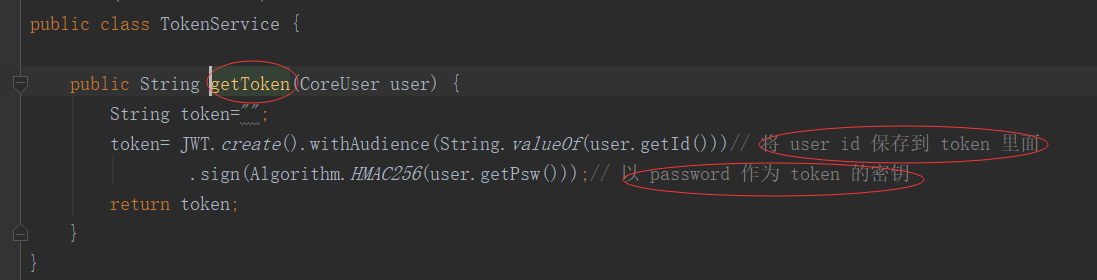 public class TokenService {
public String getToken(CoreUser user) {
String token="";
token= JWT.create().withAudience(String.valueOf(user.getId()))// 将 user id 保存到 token 里面
.sign(Algorithm.HMAC256(user.getPsw()));// 以 password 作为 token 的密钥
return token;
}
}